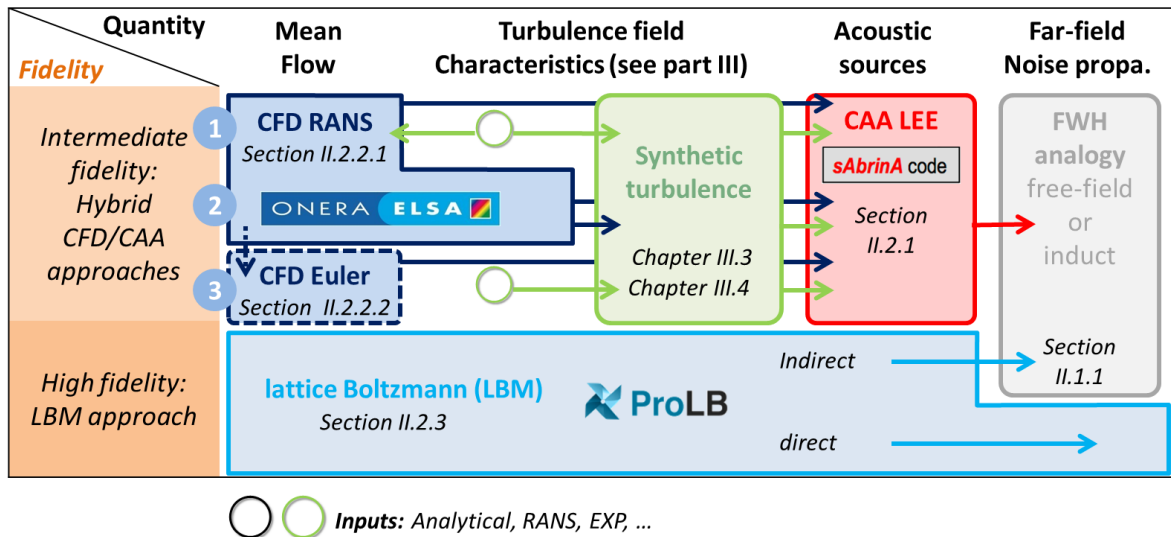 Quantity
Fidelity
Mean
Flow
Turbulence field
Characteristics (see part III)
Acoustic
sources
Far-field
Noise propa.
Intermediate
fidelity:
Hybrid
CFD/CAA
approaches
1
CFD RANS
Section II.2.2.1
2
ONERA ELSA
3
CFD Euler
Section II.2.2.2
Synthetic
turbulence
Chapter III.3
Chapter III.4
CAA LEE
sAbrinA code
Section
II.2.1
FWH
analogy
free-field
or
induct
Section
II.1.1
High fidelity:
LBM approach
lattice Boltzmann (LBM)
Section II.2.3
ProLB
Indirect
direct
Inputs: Analytical, RANS, EXP, ...